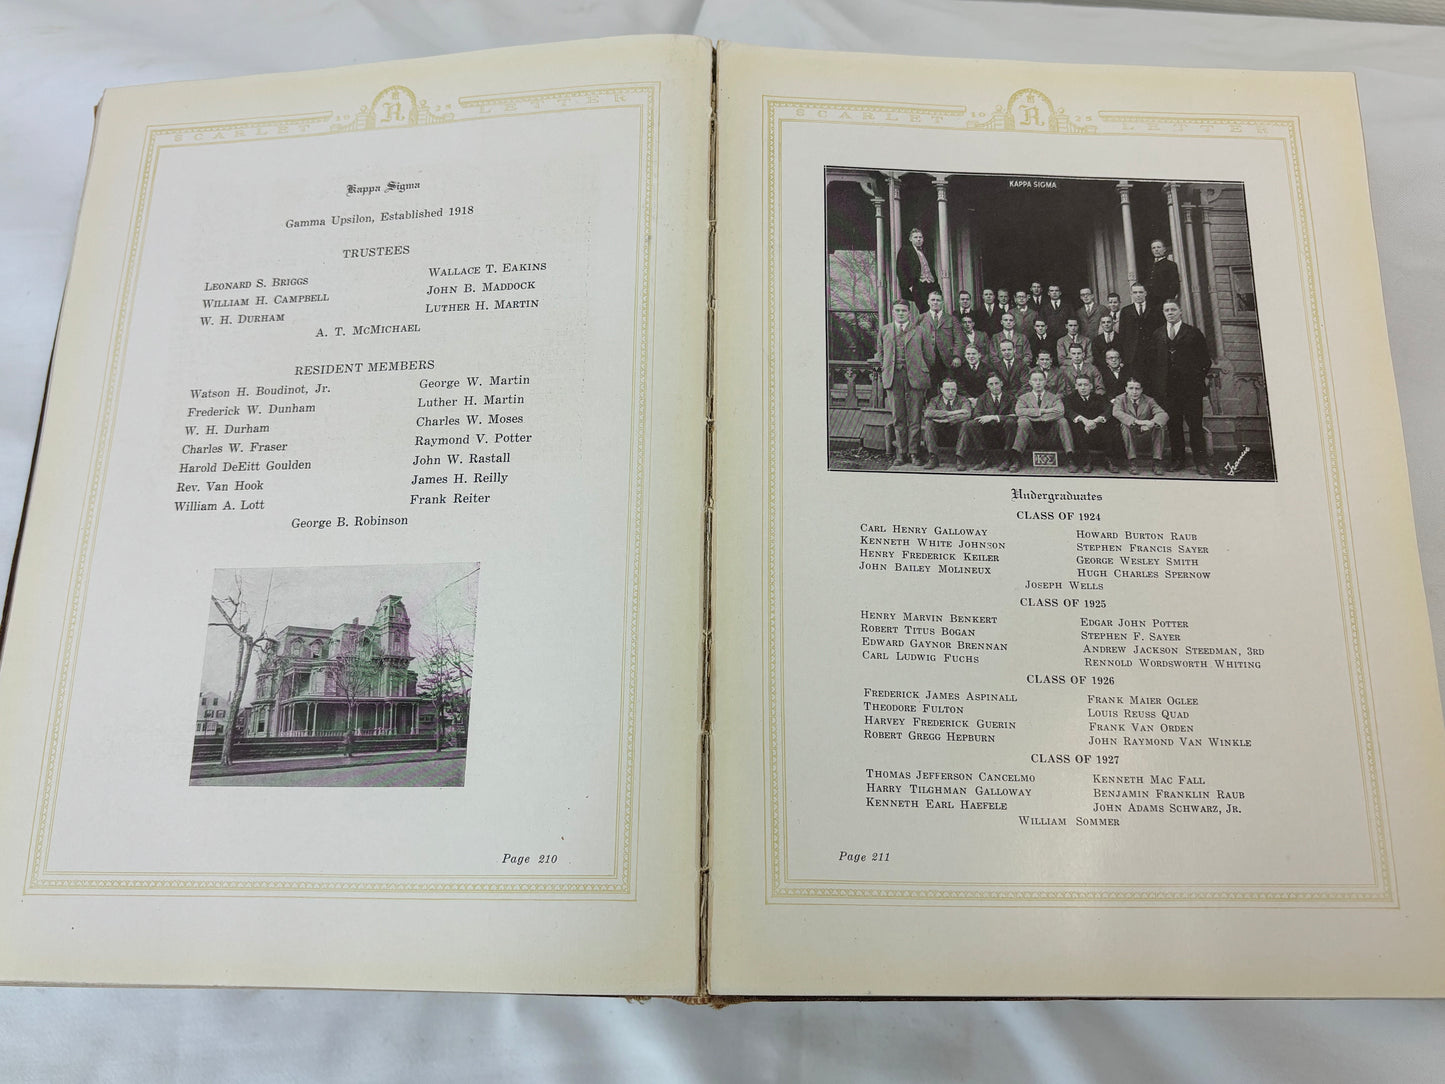 SCARLET 1925 LETTER
R
Kappa Sigma
Gamma Upsilon, Established 1918
TRUSTEES
Leonard S. Briggs
William H. Campbell
W. H. Durham
Wallace T. Eakins
John B. Maddock
Luther H. Martin
A. T. McMichael
RESIDENT MEMBERS
Watson H. Boudinot, Jr.
Frederick W. Dunham
W. H. Durham
Charles W. Fraser
Harold DeEitt Goulden
Rev. Van Hook
William A. Lott
George W. Martin
Luther H. Martin
Charles W. Moses
Raymond V. Potter
John W. Rastall
James H. Reilly
Frank Reiter
George B. Robinson
Page 210
SCARLET 1925 LETTER
R
KAPPA SIGMA
ΚΣ
Undergraduates
CLASS OF 1924
Carl Henry Galloway
Kenneth White Johnson
Henry Frederick Keiler
John Bailey Molineux
Howard Burton Raub
Stephen Francis Sayer
George Wesley Smith
Hugh Charles Spernow
Joseph Wells
CLASS OF 1925
Henry Marvin Benkert
Robert Titus Bogan
Edward Gaynor Brennan
Carl Ludwig Fuchs
Edgar John Potter
Stephen F. Sayer
Andrew Jackson Steedman, 3rd
Rennold Wordsworth Whiting
CLASS OF 1926
Frederick James Aspinall
Theodore Fulton
Harvey Frederick Guerin
Robert Gregg Hepburn
Frank Maier Oglee
Louis Reuss Quad
Frank Van Orden
John Raymond Van Winkle
CLASS OF 1927
Thomas Jefferson Cancelmo
Harry Tilghman Galloway
Kenneth Earl Haefele
Kenneth Mac Fall
Benjamin Franklin Raub
John Adams Schwarz, Jr.
William Sommer
Page 211